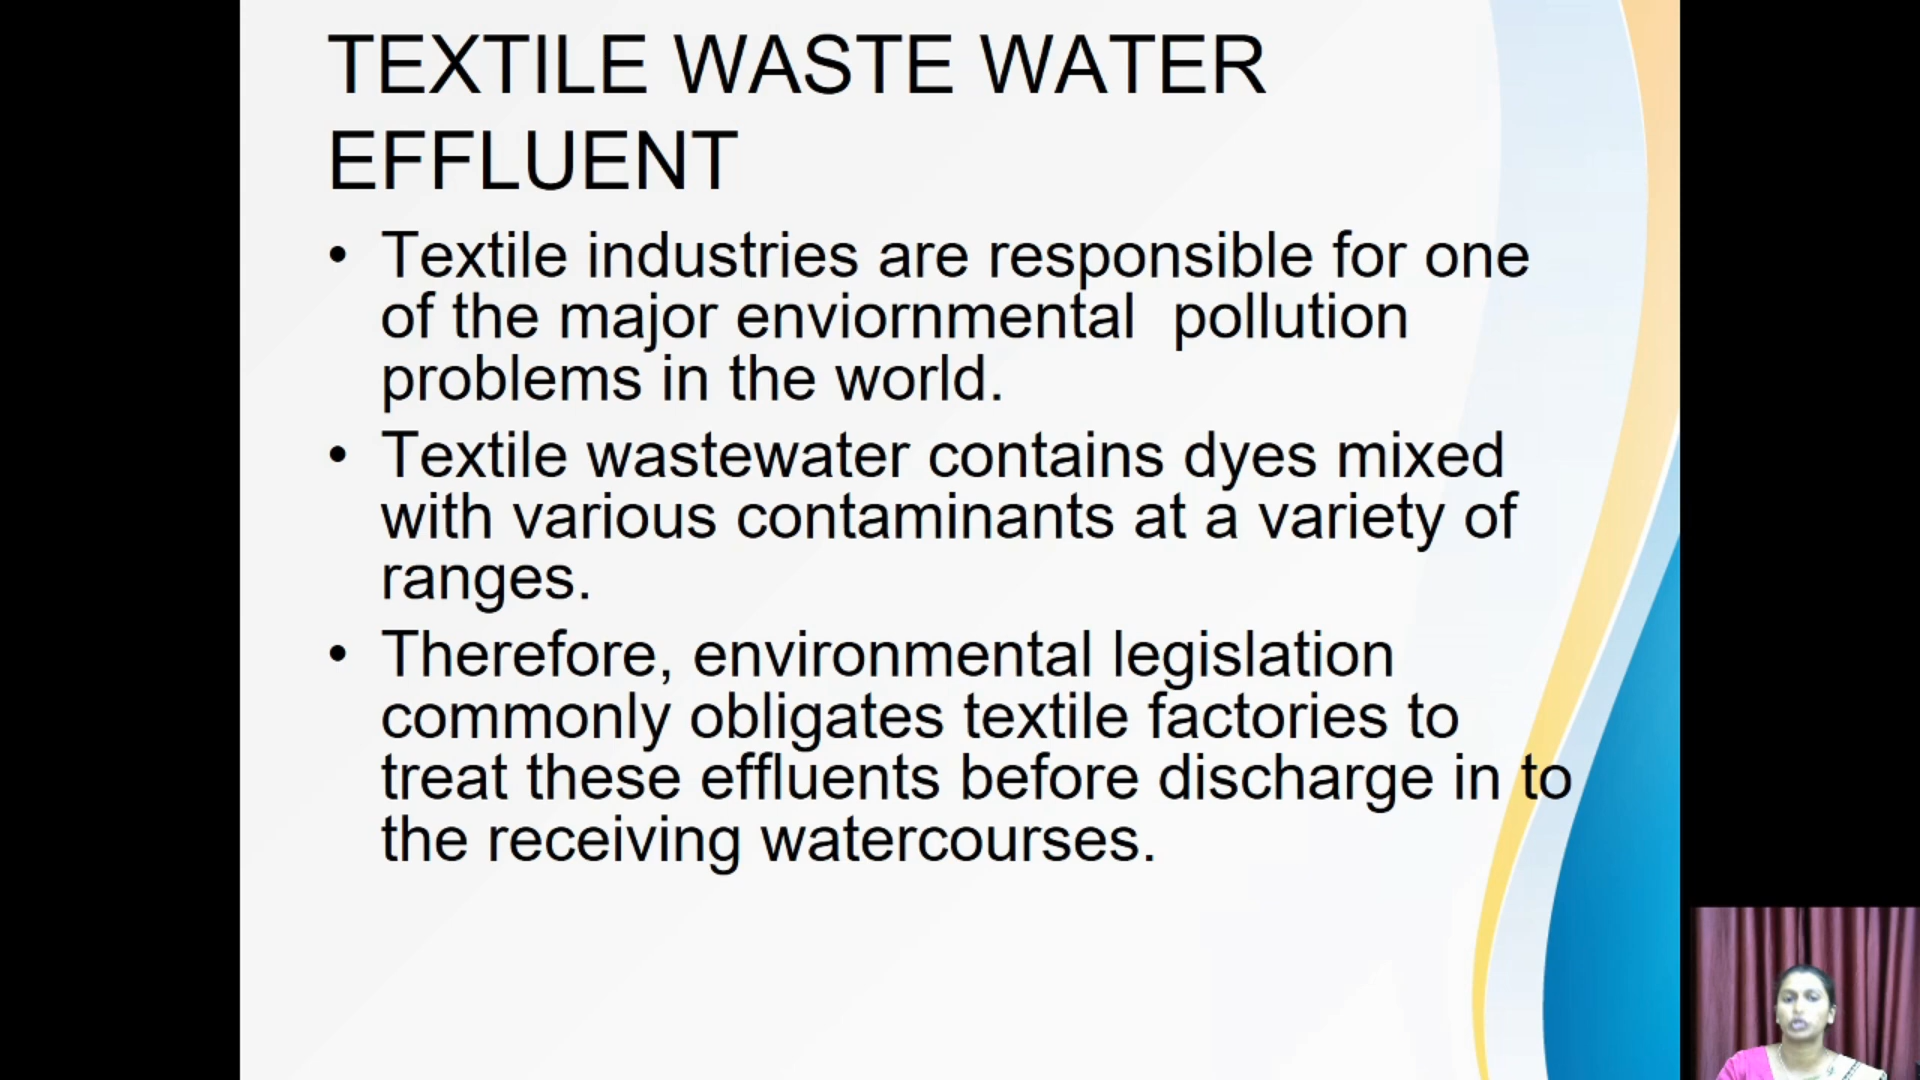 TEXTILE WASTE WATER
EFFLUENT
• Textile industries are responsible for one
of the major enviornmental  pollution
problems in the world.
• Textile wastewater contains dyes mixed
with various contaminants at a variety of
ranges.
• Therefore, environmental legislation
commonly obligates textile factories to
treat these effluents before discharge in to
the receiving watercourses.